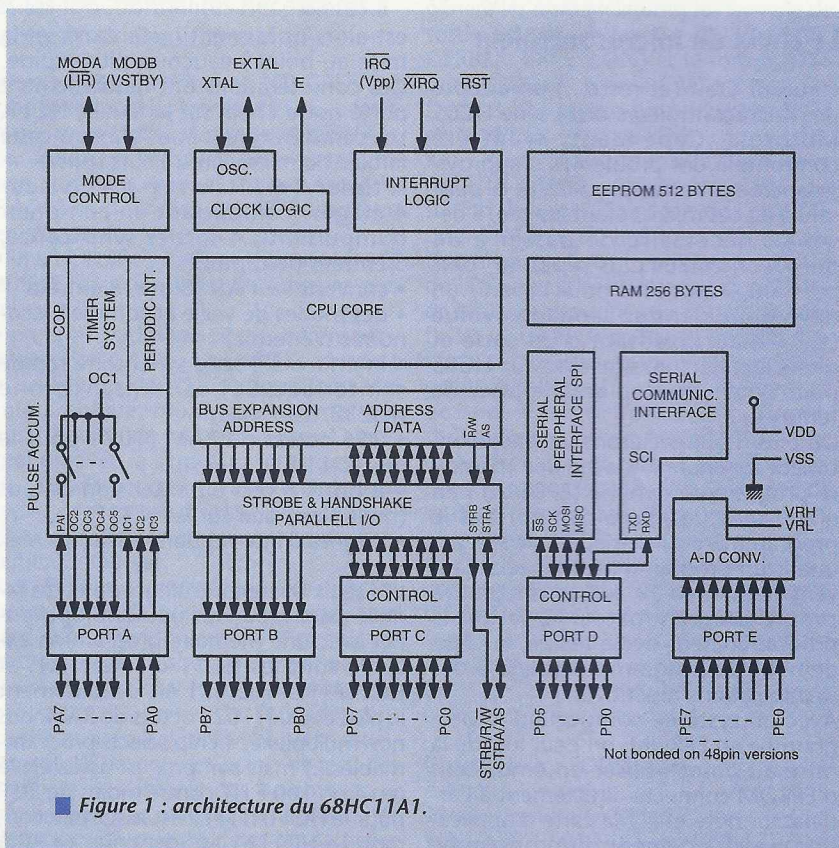 MODA MODB
(LIR) (VSTBY)
EXTAL
XTAL E
IRQ
(Vpp) XIRQ RST
MODE
CONTROL
OSC.
CLOCK LOGIC
INTERRUPT
LOGIC
EEPROM 512 BYTES
COP
TIMER
SYSTEM
PERIODIC INT.
OC1
PULSE ACCUM.
PAI
OC2
OC3
OC4
OC5
IC1
IC2
IC3
CPU CORE
RAM 256 BYTES
BUS EXPANSION
ADDRESS
ADDRESS
/ DATA
R/W
AS
STROBE & HANDSHAKE
PARALLELL I/O
STRB
STRA
SERIAL
PERIPHERAL
INTERFACE SPI
SS
SCK
MOSI
MISO
SERIAL
COMMUNIC.
INTERFACE
SCI
TXD
RXD
VDD
VSS
VRH
VRL
A-D CONV.
CONTROL
CONTROL
PORT A
PORT B
PORT C
PORT D
PORT E
PA7 PA0
PB7 PB0
PC7 PC0
STRB/R/W
STRA/AS
PD5 PD0
PE7 PE0
Not bonded on 48pin versions
Figure 1 : architecture du 68HC11A1.